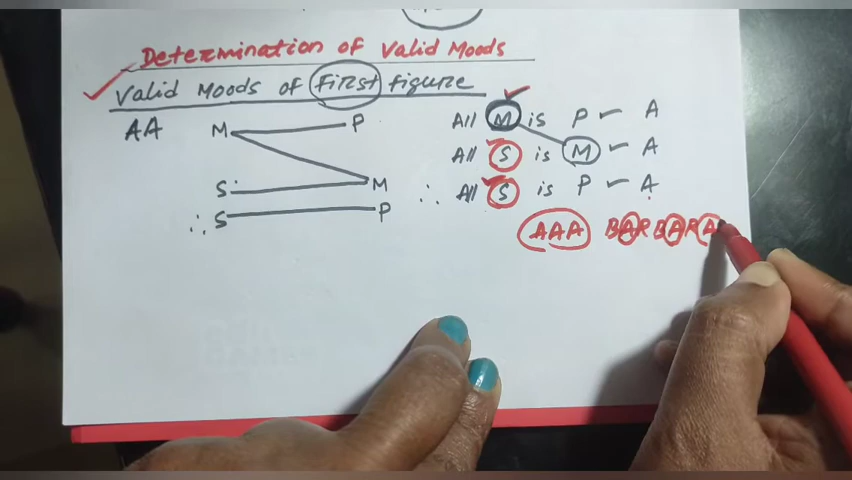 Determination of Valid Moods
Valid Moods of First figure
AA M P All M is P A
All S is M A
S M
∴ S P ∴ All S is P A
AAA BARBARA